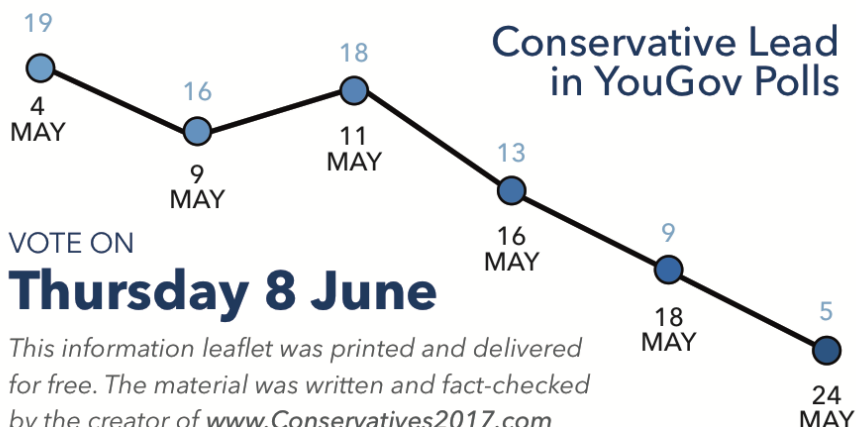 Conservative Lead
in YouGov Polls
19
4
MAY
16
9
MAY
18
11
MAY
13
16
MAY
9
18
MAY
5
24
MAY
VOTE ON
Thursday 8 June
This information leaflet was printed and delivered
for free. The material was written and fact-checked
by the creator of www.Conservatives2017.com